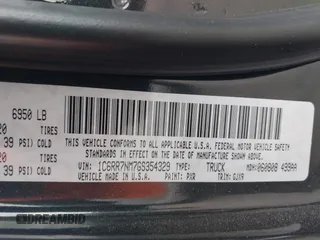 6950 LB
TIRES
39 PSI) COLD
TIRES
39 PSI) COLD
THIS VEHICLE CONFORMS TO ALL APPLICABLE U.S.A. FEDERAL MOTOR VEHICLE SAFETY
STANDARDS IN EFFECT ON THE DATE OF MANUFACTURE SHOWN ABOVE.
VIN: 1C6RR7NM7GS354329 TYPE: TRUCK
VEHICLE MADE IN U.S.A. PAINT: PXR TRIM:
DREAMBID